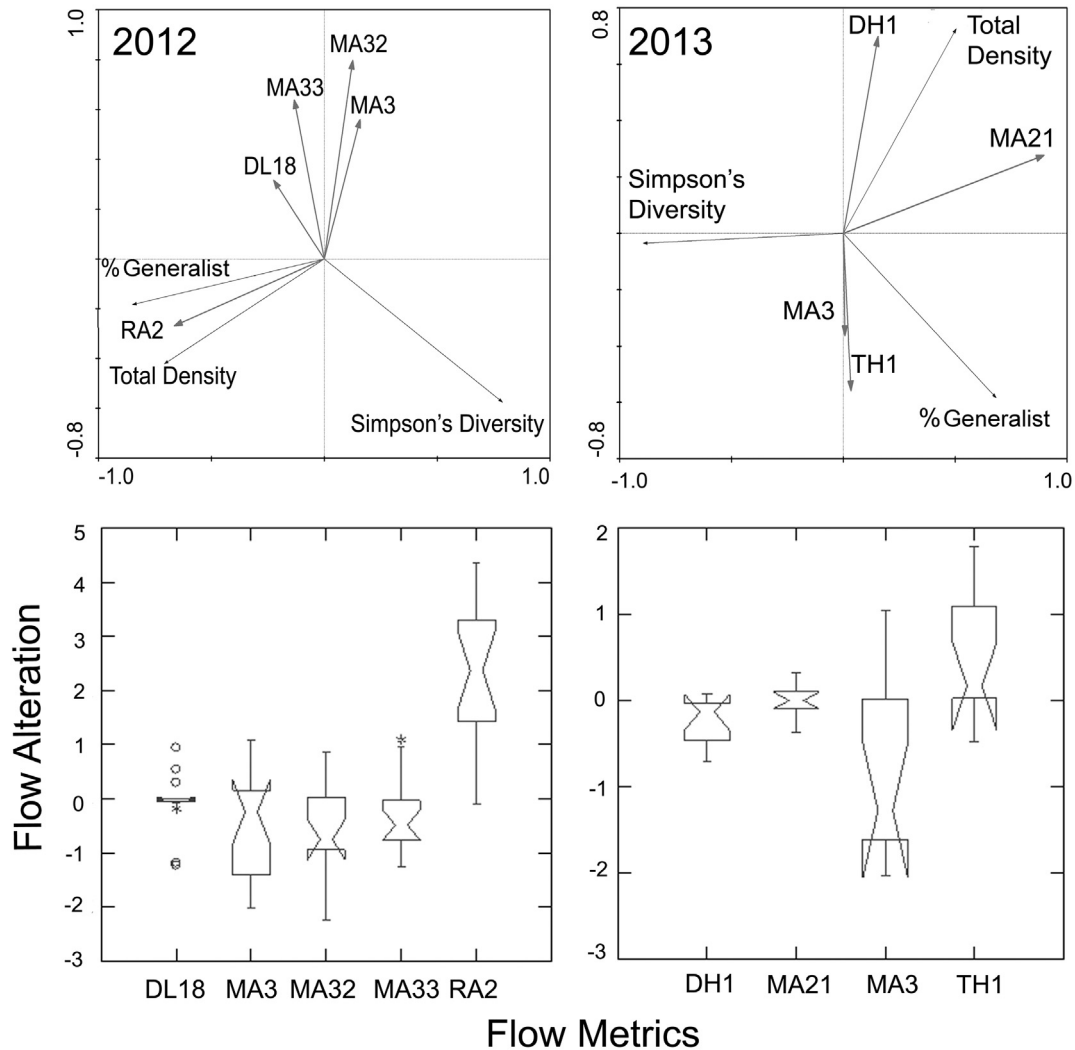 2012
1.0
MA32
MA33
MA3
DL18
% Generalist
RA2
Total Density
Simpson's Diversity
-0.8
-1.0
1.0
2013
0.8
DH1
Total
Density
MA21
Simpson's
Diversity
MA3
TH1
% Generalist
-0.8
-1.0
1.0
Flow Alteration
5
4
3
2
1
0
-1
-2
-3
DL18 MA3 MA32 MA33 RA2
2
1
0
-1
-2
-3
DH1 MA21 MA3 TH1
Flow Metrics